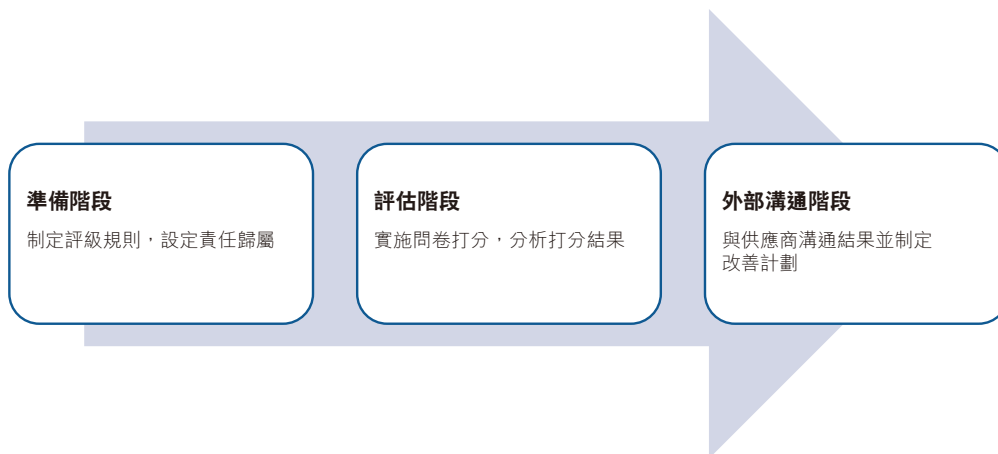 準備階段
制定評級規則，設定責任歸屬
評估階段
實施問卷打分，分析打分結果
外部溝通階段
與供應商溝通結果並制定
改善計劃